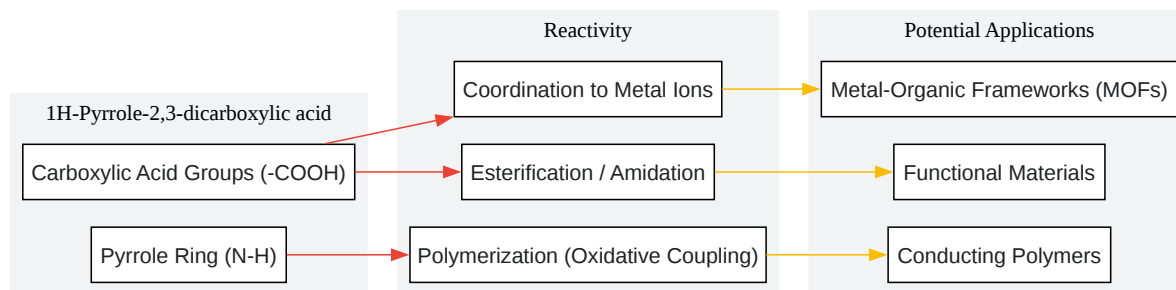 1H-Pyrrole-2,3-dicarboxylic acid
Carboxylic Acid Groups (-COOH)
Pyrrole Ring (N-H)
Reactivity
Coordination to Metal Ions
Esterification / Amidation
Polymerization (Oxidative Coupling)
Potential Applications
Metal-Organic Frameworks (MOFs)
Functional Materials
Conducting Polymers